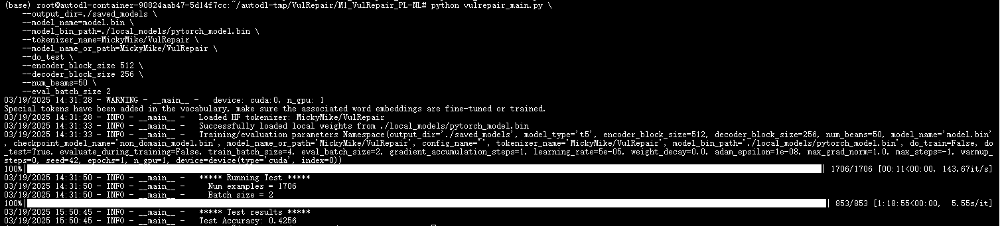 (base) root@autodl-container-90824aab47-5d14f7cc:~/autodl-tmp/VulRepair/M1_VulRepair_PL-NL# python vulrepair_main.py \
    --output_dir=./saved_models \
    --model_name=model.bin \
    --model_bin_path=./local_models/pytorch_model.bin \
    --tokenizer_name=MickyMike/VulRepair \
    --model_name_or_path=MickyMike/VulRepair \
    --do_test \
    --encoder_block_size 512 \
    --decoder_block_size 256 \
    --num_beams=50 \
    --eval_batch_size 2
03/19/2025 14:31:28 - WARNING - __main__ -   device: cuda:0, n_gpu: 1
Special tokens have been added in the vocabulary, make sure the associated word embeddings are fine-tuned or trained.
03/19/2025 14:31:28 - INFO - __main__ -   Loaded HF tokenizer: MickyMike/VulRepair
03/19/2025 14:31:33 - INFO - __main__ -   Successfully loaded local weights from ./local_models/pytorch_model.bin
03/19/2025 14:31:33 - INFO - __main__ -   Training/evaluation parameters Namespace(output_dir='./saved_models', model_type='t5', encoder_block_size=512, decoder_block_size=256, num_beams=50, model_name='model.bin'
, checkpoint_model_name='non_domain_model.bin', model_name_or_path='MickyMike/VulRepair', config_name='', tokenizer_name='MickyMike/VulRepair', model_bin_path='./local_models/pytorch_model.bin', do_train=False, do
_test=True, evaluate_during_training=False, train_batch_size=4, eval_batch_size=2, gradient_accumulation_steps=1, learning_rate=5e-05, weight_decay=0.0, adam_epsilon=1e-08, max_grad_norm=1.0, max_steps=-1, warmup_
steps=0, seed=42, epochs=1, n_gpu=1, device=device(type='cuda', index=0))
100%| | 1706/1706 [00:11<00:00, 143.67it/s]
03/19/2025 14:31:50 - INFO - __main__ -   ***** Running Test *****
03/19/2025 14:31:50 - INFO - __main__ -     Num examples = 1706
03/19/2025 14:31:50 - INFO - __main__ -     Batch size = 2
100%| | 853/853 [1:18:55<00:00,  5.55s/it]
03/19/2025 15:50:45 - INFO - __main__ -   ***** Test results *****
03/19/2025 15:50:45 - INFO - __main__ -   Test Accuracy: 0.4256